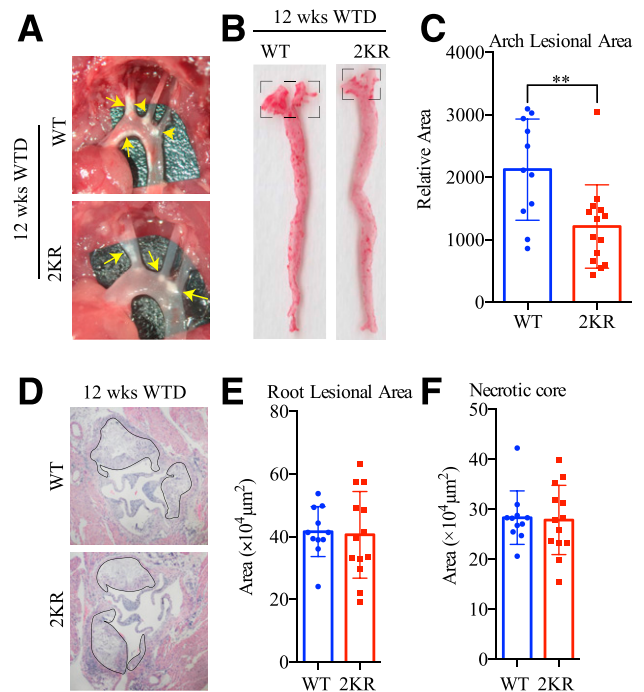 A
12 wks WTD
WT
2KR
B
12 wks WTD
WT 2KR
C
Arch Lesional Area
Relative Area
4000
3000
2000
1000
0
**
WT 2KR
D
12 wks WTD
WT
2KR
E
Root Lesional Area
Area (×10⁴μm²)
80
60
40
20
0
WT 2KR
F
Necrotic core
Area (×10⁴μm²)
50
40
30
20
10
0
WT 2KR